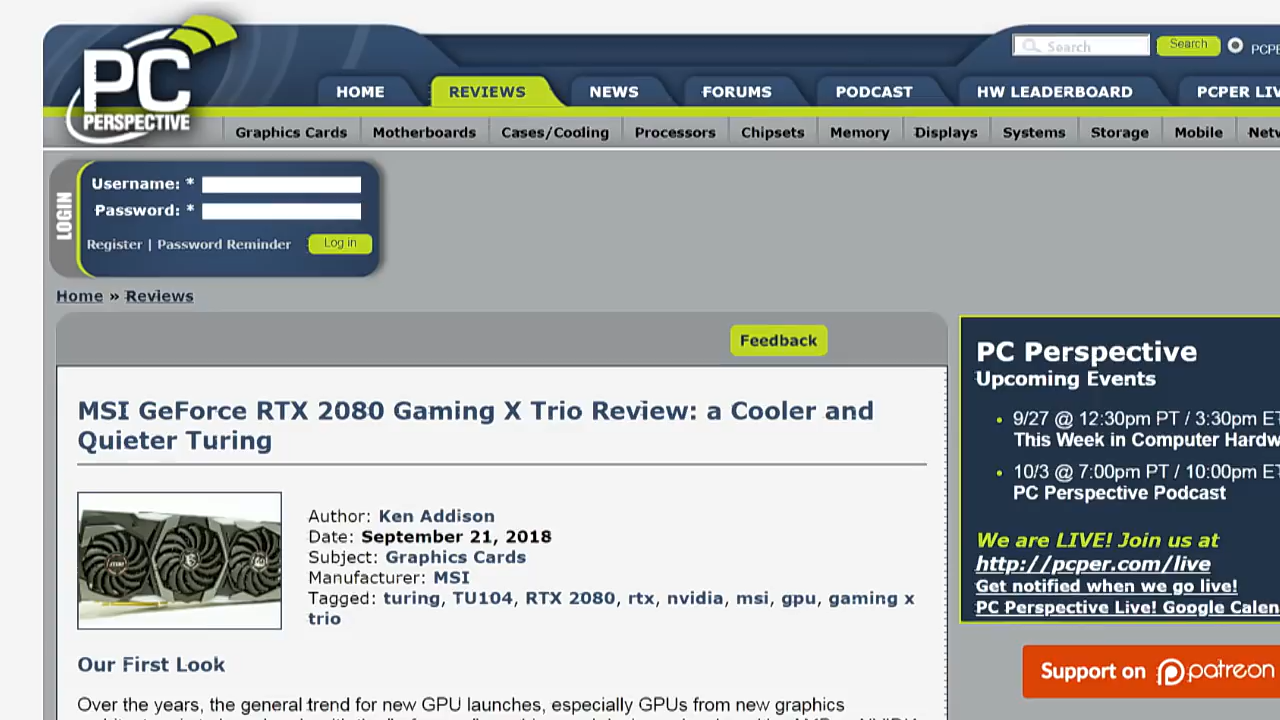 PC
PERSPECTIVE
Search
Search
PCPE
HOME
REVIEWS
NEWS
FORUMS
PODCAST
HW LEADERBOARD
PCPER LIV
Graphics Cards
Motherboards
Cases/Cooling
Processors
Chipsets
Memory
Displays
Systems
Storage
Mobile
Netv
LOGIN
Username: *
Password: *
Register | Password Reminder
Log in
Home » Reviews
Feedback
MSI GeForce RTX 2080 Gaming X Trio Review: a Cooler and
Quieter Turing
Author: Ken Addison
Date: September 21, 2018
Subject: Graphics Cards
Manufacturer: MSI
Tagged: turing, TU104, RTX 2080, rtx, nvidia, msi, gpu, gaming x
trio
Our First Look
Over the years, the general trend for new GPU launches, especially GPUs from new graphics
PC Perspective
Upcoming Events
9/27 @ 12:30pm PT / 3:30pm ET
This Week in Computer Hardw
10/3 @ 7:00pm PT / 10:00pm ET
PC Perspective Podcast
We are LIVE! Join us at
http://pcper.com/live
Get notified when we go live!
PC Perspective Live! Google Calen
Support on patreon